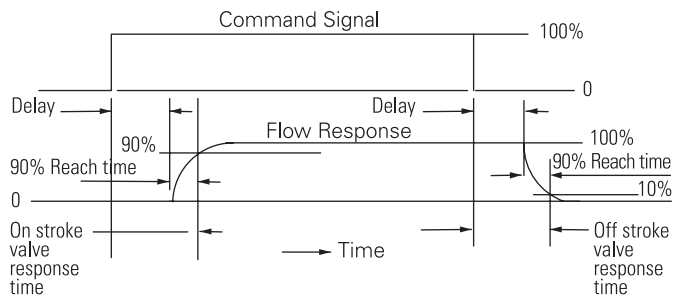 Command Signal
100%
0
Delay
Delay
Flow Response
90%
100%
90% Reach time
90% Reach time
10%
0
On stroke
valve
response
time
Time
Off stroke
valve
response
time